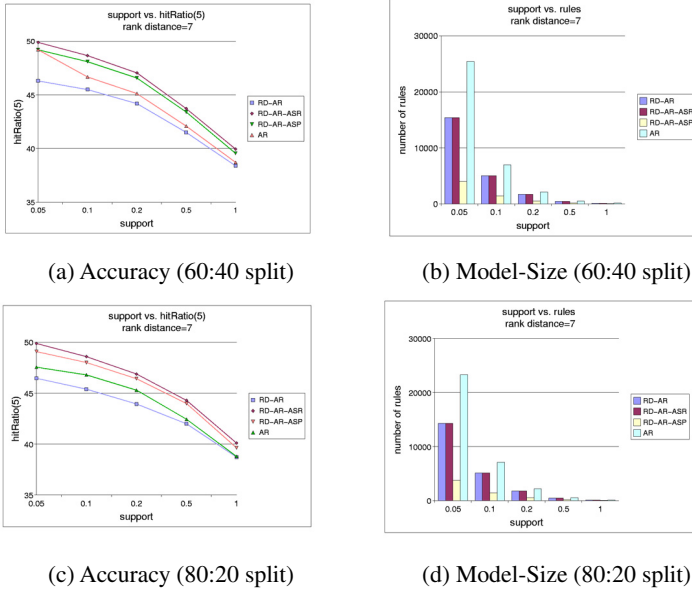 support vs. hitRatio(5)
rank distance=7
50
45
40
35
hitRatio(5)
0.05 0.1 0.2 0.5 1
support
RD-AR
RD-AR-ASR
RD-AR-ASP
AR
(a) Accuracy (60:40 split)
support vs. rules
rank distance=7
30000
20000
10000
0
number of rules
0.05 0.1 0.2 0.5 1
support
RD-AR
RD-AR-ASR
RD-AR-ASP
AR
(b) Model-Size (60:40 split)
support vs. hitRatio(5)
rank distance=7
50
45
40
35
hitRatio(5)
0.05 0.1 0.2 0.5 1
support
RD-AR
RD-AR-ASR
RD-AR-ASP
AR
(c) Accuracy (80:20 split)
support vs. rules
rank distance=7
30000
20000
10000
0
number of rules
0.05 0.1 0.2 0.5 1
support
RD-AR
RD-AR-ASR
RD-AR-ASP
AR
(d) Model-Size (80:20 split)